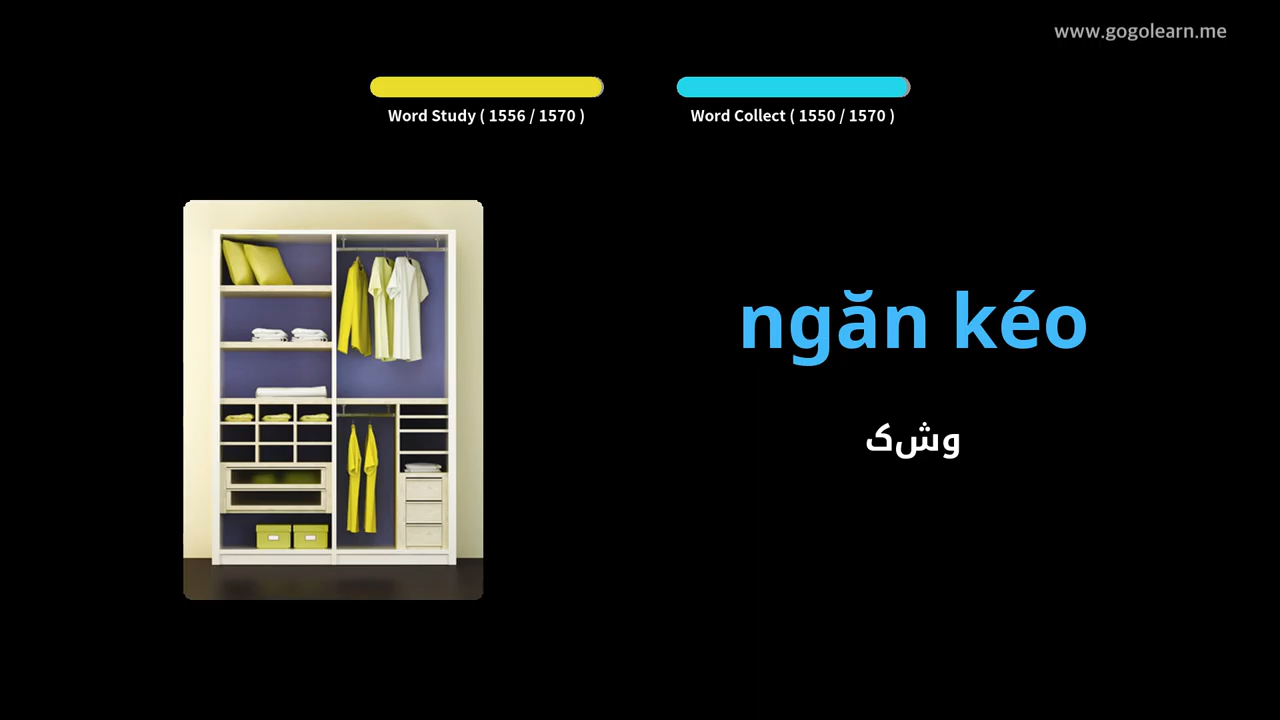 www.gogolearn.me
Word Study ( 1556 / 1570 )
Word Collect ( 1550 / 1570 )
ngăn kéo
وشک